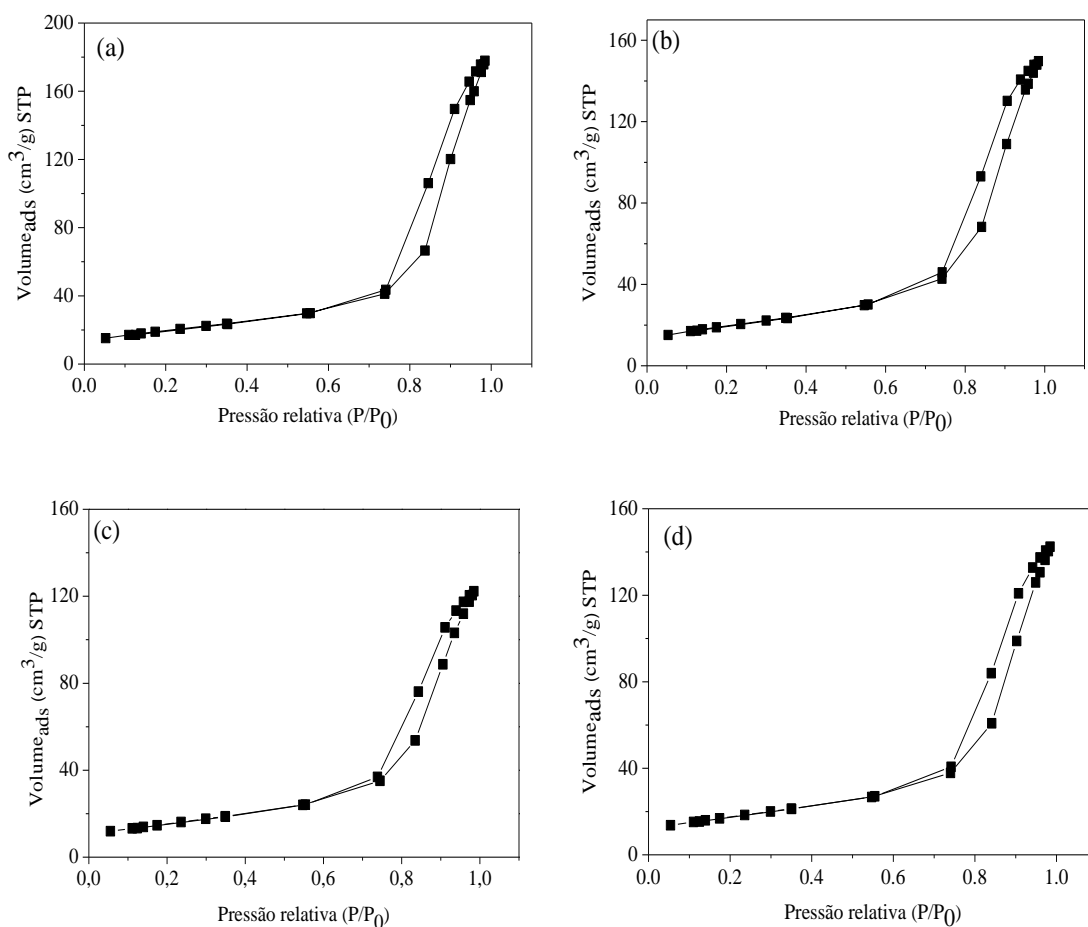 (a)
200
160
120
80
40
0
0.0 0.2 0.4 0.6 0.8 1.0
Volume_ads (cm³/g) STP
Pressão relativa (P/P0)
(b)
160
120
80
40
0
0.0 0.2 0.4 0.6 0.8 1.0
Volume_ads (cm³/g) STP
Pressão relativa (P/P0)
(c)
160
120
80
40
0
0,0 0,2 0,4 0,6 0,8 1,0
Volume_ads (cm³/g) STP
Pressão relativa (P/P0)
(d)
160
120
80
40
0
0.0 0.2 0.4 0.6 0.8 1.0
Volume_ads (cm³/g) STP
Pressão relativa (P/P0)